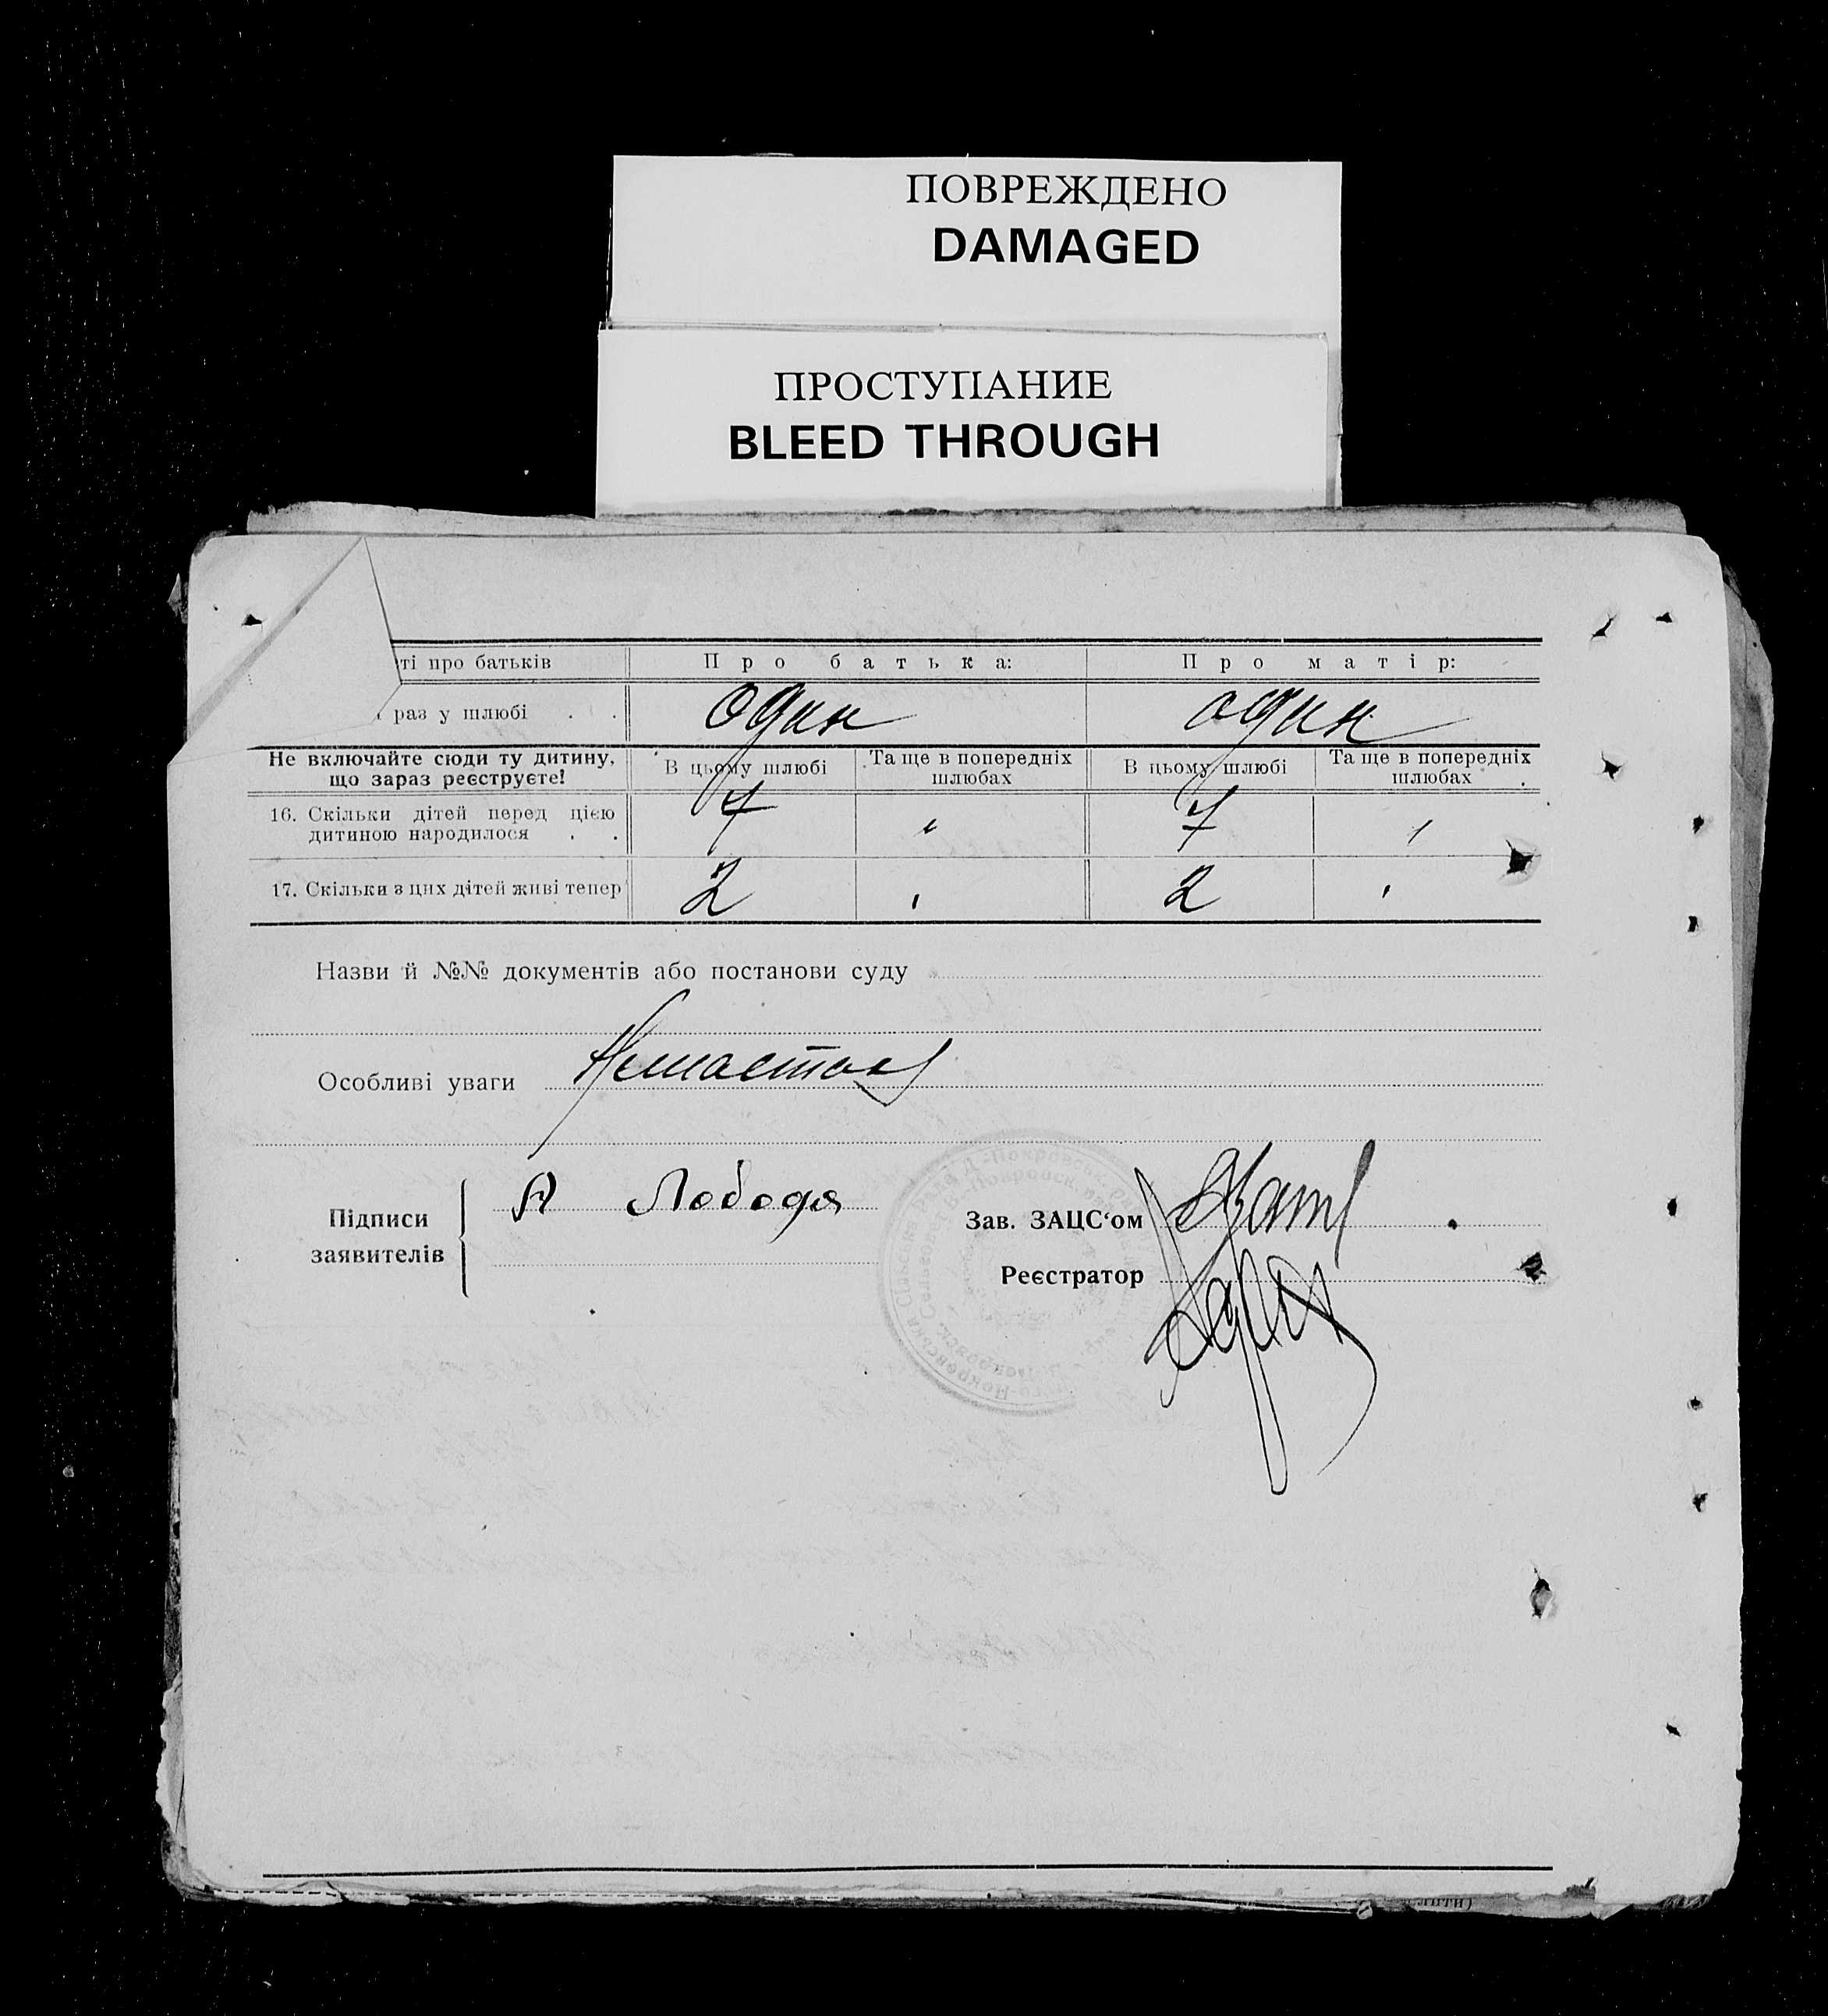 ПОВРЕЖДЕНО
DAMAGED
ПРОСТУПАНИЕ
BLEED THROUGH
ті про батьків
Про батька:
Про матір:
раз у шлюбі . .
один
один
Не включайте сюди ту дитину,
що зараз реєструєте!
В цьому шлюбі
Та ще в попередніх
шлюбах
В цьому шлюбі
Та ще в попередніх
шлюбах
16. Скільки дітей перед цією
дитиною народилося . .
7
"
7
"
17. Скільки з цих дітей живі тепер
2
"
2
"
Назви й №№ документів або постанови суду
Особливі уваги
Підписи
заявителів
А Лобода
Зав. ЗАЦС‘ом
Реєстратор